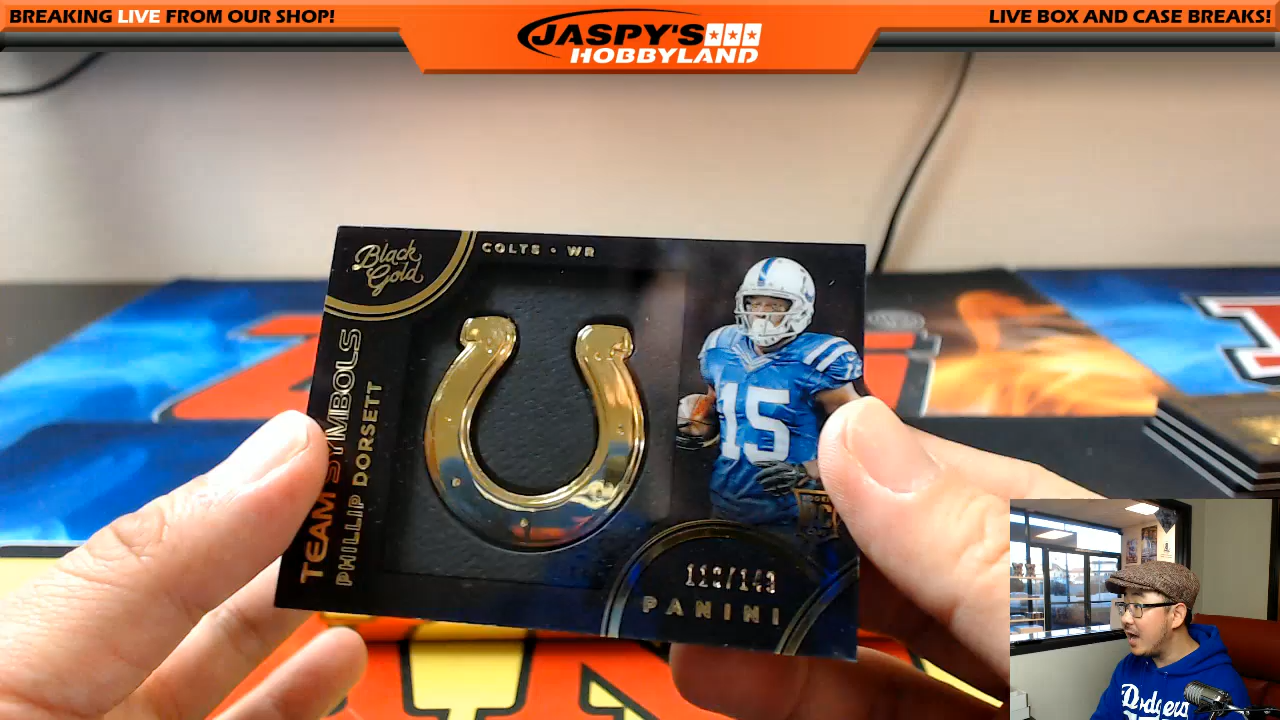 BREAKING LIVE FROM OUR SHOP!
JASPY'S
HOBBYLAND
LIVE BOX AND CASE BREAKS!
Black
Gold
COLTS • WR
TEAM SYMBOLS
PHILLIP DORSETT
15
PANINI
Dodgers